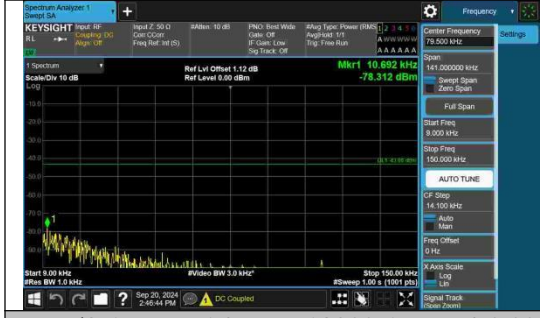 Spectrum Analyzer 1
Swept SA
+
Frequency
KEYSIGHT
RL
Input: RF
Coupling: DC
Align: Off
Input Z: 50 Ω
Corr CCorr
Freq Ref: Int (S)
#Atten: 10 dB
PNO: Best Wide
Gate: Off
IF Gain: Low
Sig Track: Off
#Avg Type: Power (RMS
Avg|Hold: 1/1
Trig: Free Run
1 2 3 4 5 6
A W W W W W
A A A A A A
Center Frequency
79.500 kHz
Settings
Span
141.000000 kHz
Swept Span
Zero Span
Full Span
Start Freq
9.000 kHz
Stop Freq
150.000 kHz
AUTO TUNE
CF Step
14.100 kHz
Auto
Man
Freq Offset
0 Hz
X Axis Scale
Log
Lin
Signal Track
(Span Zoom)
1 Spectrum
Scale/Div 10 dB
Log
Ref Lvl Offset 1.12 dB
Ref Level 0.00 dBm
Mkr1 10.692 kHz
-78.312 dBm
-10.0
-20.0
-30.0
-40.0
-50.0
-60.0
-70.0
-80.0
-90.0
1
Start 9.00 kHz
#Res BW 1.0 kHz
#Video BW 3.0 kHz*
Stop 150.00 kHz
#Sweep 1.00 s (1001 pts)
?
Sep 20, 2024
2:46:44 PM
DC Coupled